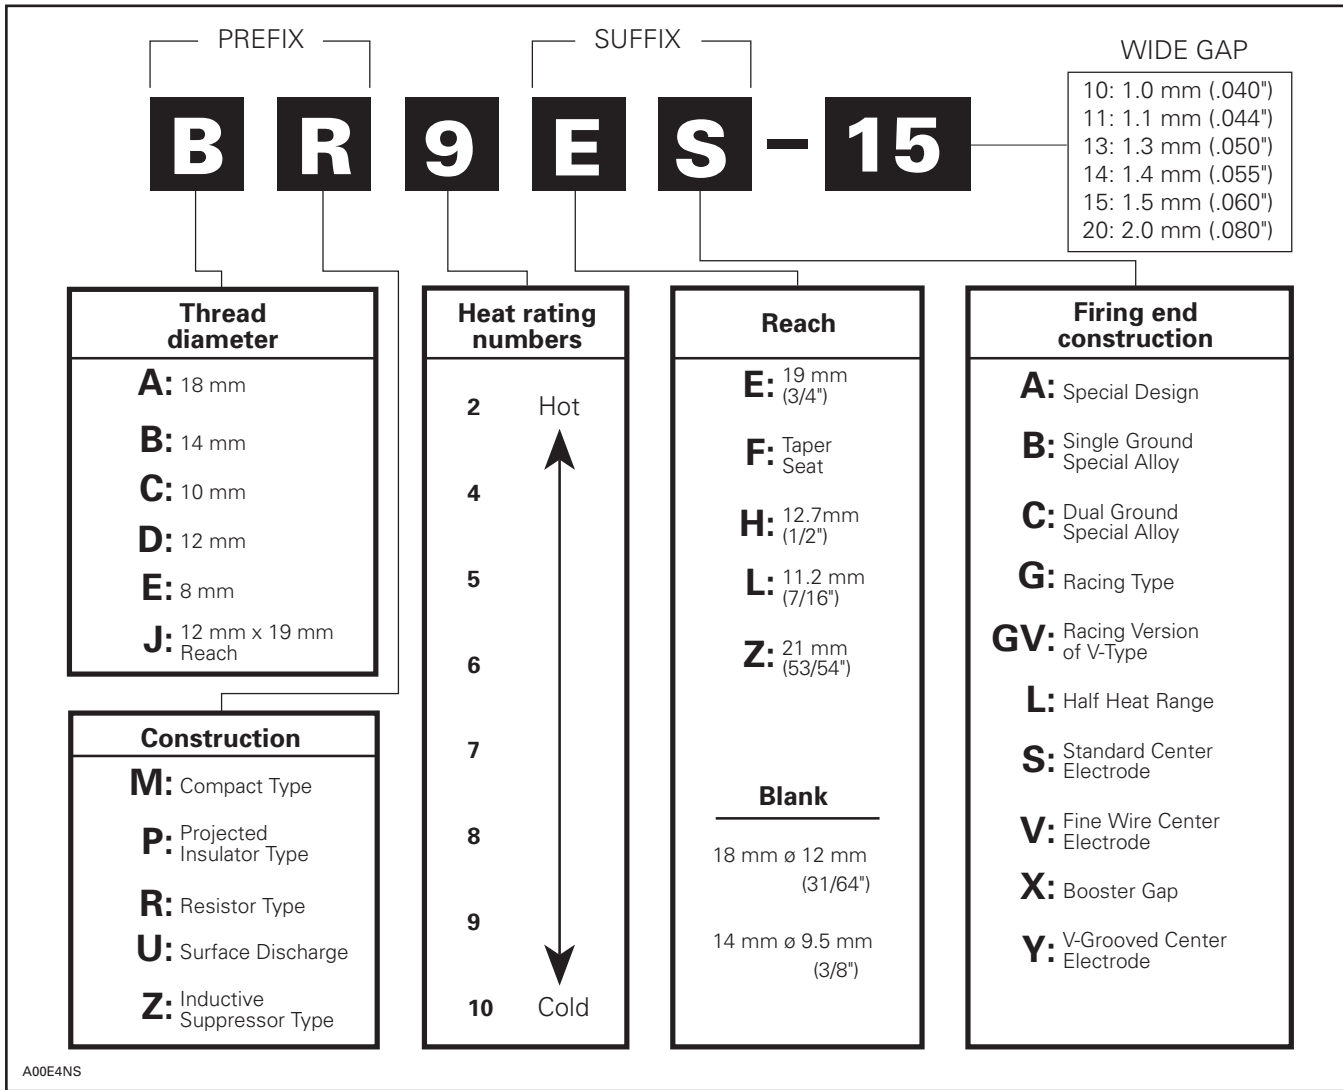 PREFIX
SUFFIX
WIDE GAP
BR9ES-15
10: 1.0 mm (.040")
11: 1.1 mm (.044")
13: 1.3 mm (.050")
14: 1.4 mm (.055")
15: 1.5 mm (.060")
20: 2.0 mm (.080")
Thread
diameter
A: 18 mm
B: 14 mm
C: 10 mm
D: 12 mm
E: 8 mm
J: 12 mm x 19 mm
Reach
Construction
M: Compact Type
P: Projected
Insulator Type
R: Resistor Type
U: Surface Discharge
Z: Inductive
Suppressor Type
Heat rating
numbers
2 Hot
4
5
6
7
8
9
10 Cold
Reach
E: 19 mm
(3/4")
F: Taper
Seat
H: 12.7mm
(1/2")
L: 11.2 mm
(7/16")
Z: 21 mm
(53/54")
Blank
18 mm ø 12 mm
(31/64")
14 mm ø 9.5 mm
(3/8")
Firing end
construction
A: Special Design
B: Single Ground
Special Alloy
C: Dual Ground
Special Alloy
G: Racing Type
GV: Racing Version
of V-Type
L: Half Heat Range
S: Standard Center
Electrode
V: Fine Wire Center
Electrode
X: Booster Gap
Y: V-Grooved Center
Electrode
A00E4NS